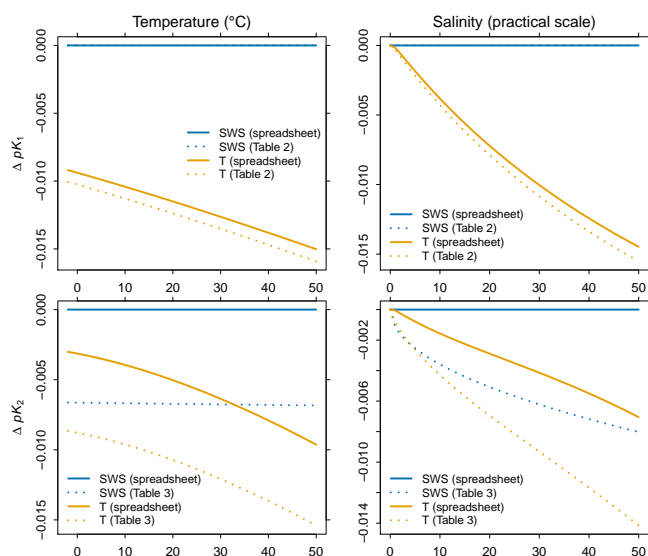 Temperature (°C)
Salinity (practical scale)
Δ pK1
0.000
−0.005
−0.010
−0.015
SWS (spreadsheet)
SWS (Table 2)
T (spreadsheet)
T (Table 2)
0 10 20 30 40 50
0.000
−0.005
−0.010
−0.015
SWS (spreadsheet)
SWS (Table 2)
T (spreadsheet)
T (Table 2)
0 10 20 30 40 50
Δ pK2
0.000
−0.005
−0.010
−0.015
SWS (spreadsheet)
SWS (Table 3)
T (spreadsheet)
T (Table 3)
0 10 20 30 40 50
−0.002
−0.006
−0.010
−0.014
SWS (spreadsheet)
SWS (Table 3)
T (spreadsheet)
T (Table 3)
0 10 20 30 40 50